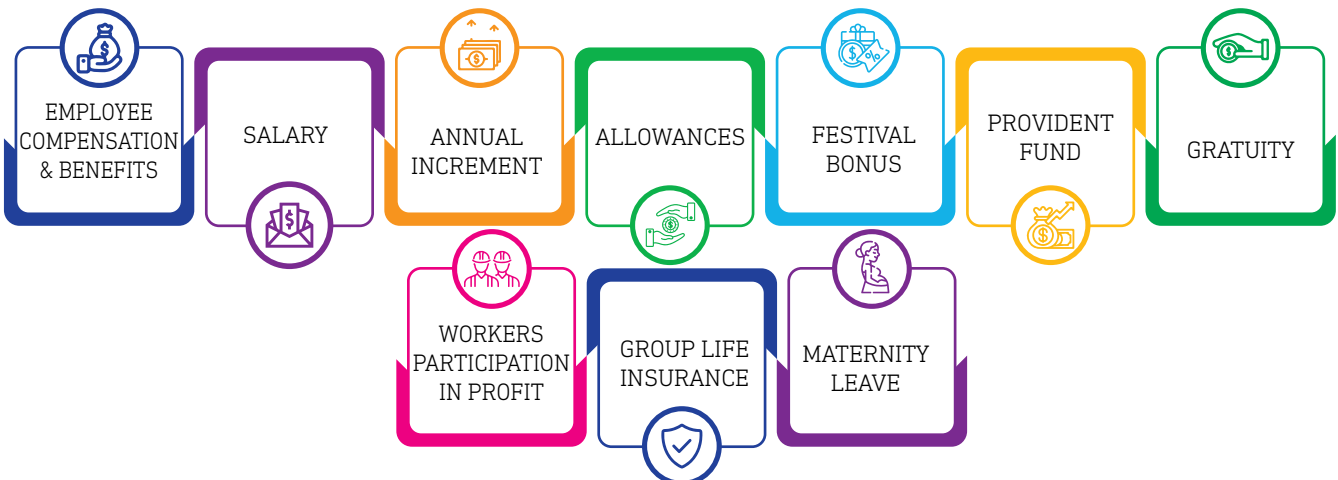 EMPLOYEE
COMPENSATION
& BENEFITS
SALARY
ANNUAL
INCREMENT
ALLOWANCES
FESTIVAL
BONUS
PROVIDENT
FUND
GRATUITY
WORKERS
PARTICIPATION
IN PROFIT
GROUP LIFE
INSURANCE
MATERNITY
LEAVE